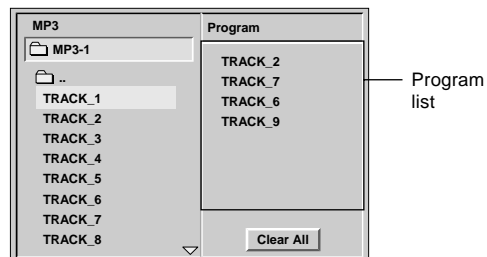 MP3
MP3-1
..
TRACK_1
TRACK_2
TRACK_3
TRACK_4
TRACK_5
TRACK_6
TRACK_7
TRACK_8
Program
TRACK_2
TRACK_7
TRACK_6
TRACK_9
Clear All
Program
list